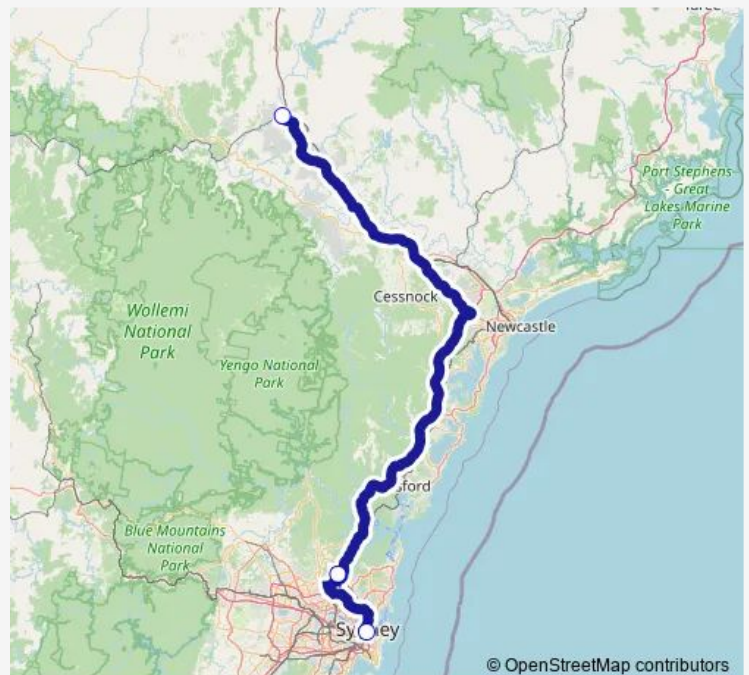 Port Stephens
- Great
Lakes Marine
Park
Cessnock
Wollemi
National
Park
Newcastle
Yengo National
Park
Blue Mountains
National
Park
© OpenStreetMap contributors